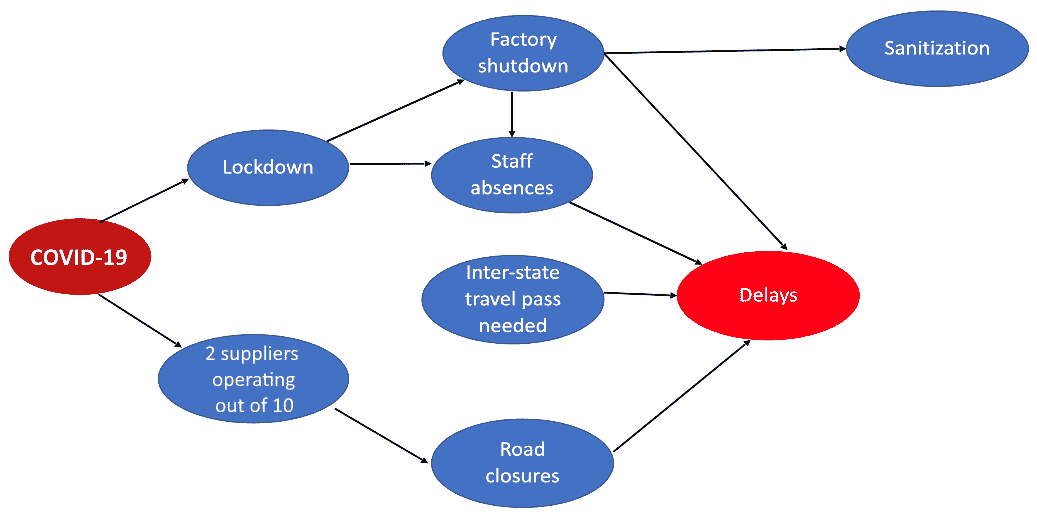 Factory
shutdown
Sanitization
Lockdown
Staff
absences
COVID-19
Inter-state
travel pass
needed
Delays
2 suppliers
operating
out of 10
Road
closures